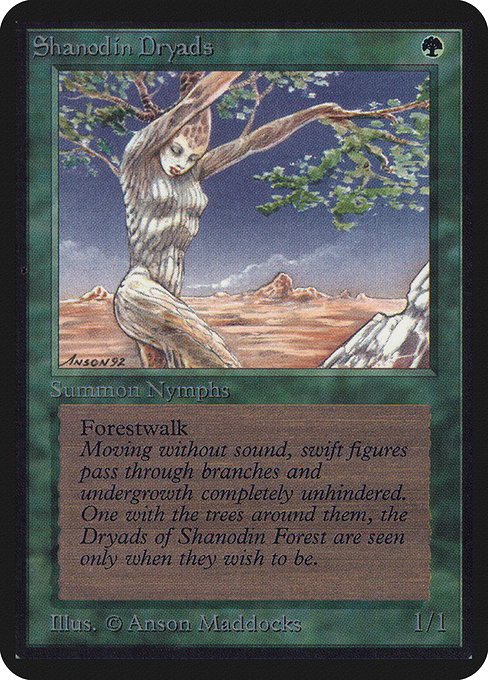 Shanodin Dryads
ANSON 92
Summon Nymphs
Forestwalk
Moving without sound, swift figures
pass through branches and
undergrowth completely unhindered.
One with the trees around them, the
Dryads of Shanodin Forest are seen
only when they wish to be.
Illus. © Anson Maddocks
1/1